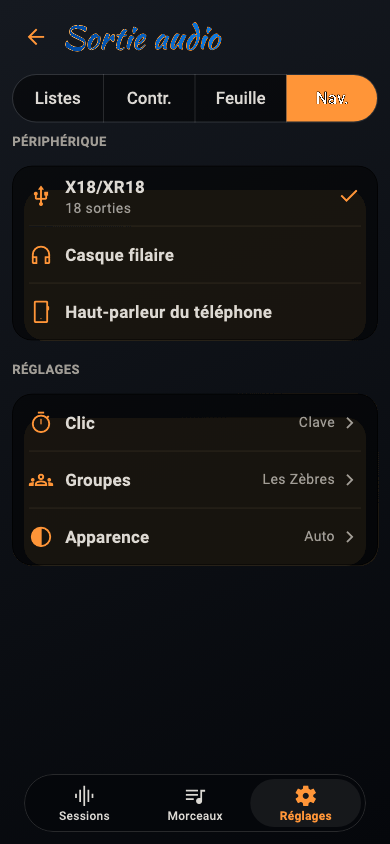 Sortie audio
Listes
Contr.
Feuille
Nav.
PÉRIPHÉRIQUE
X18/XR18
18 sorties
Casque filaire
Haut-parleur du téléphone
RÉGLAGES
Clic
Clave
Groupes
Les Zèbres
Apparence
Auto
Sessions
Morceaux
Réglages